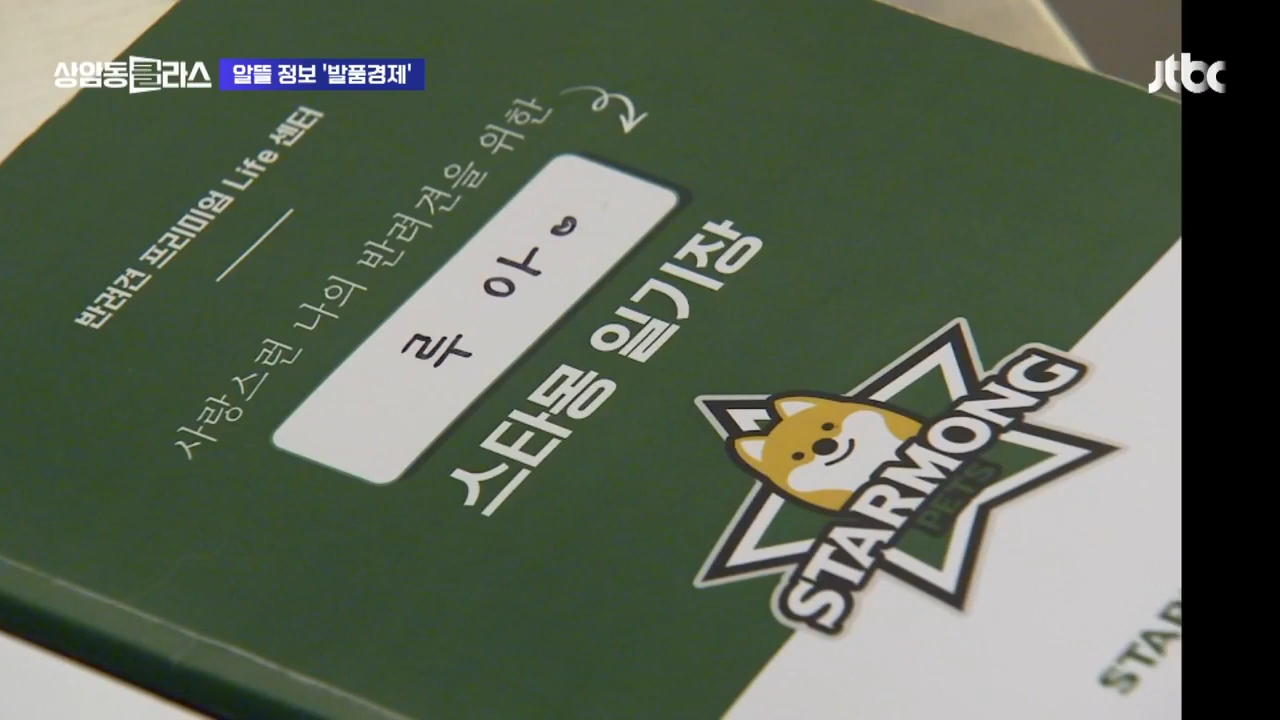 상암동클라스 알뜰 정보 '발품경제'
jtbc
반려견 프리미엄 Life 센터
사랑스런 나의 반려견을 위한
루아
스타몽 일기장
STARMONG
PETS
STAR